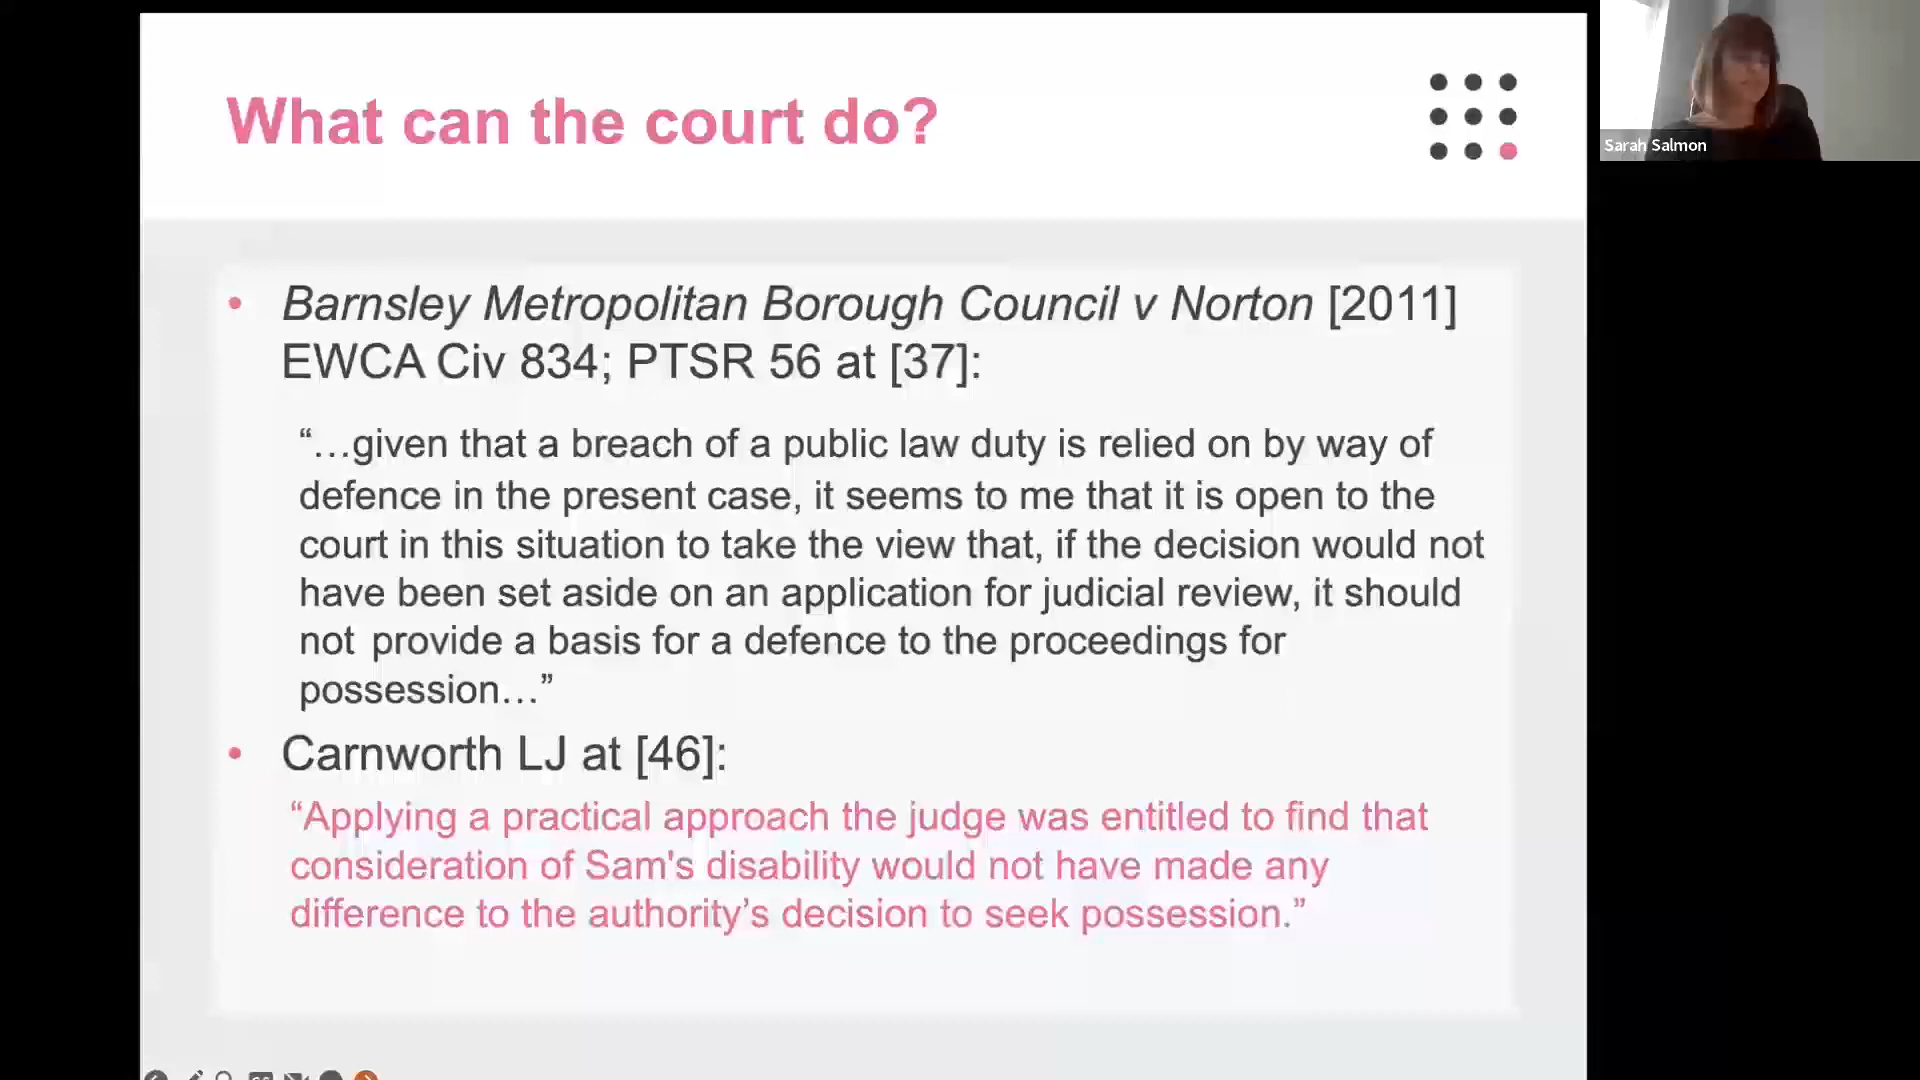 What can the court do?
Sarah Salmon
• Barnsley Metropolitan Borough Council v Norton [2011]
EWCA Civ 834; PTSR 56 at [37]:
“…given that a breach of a public law duty is relied on by way of
defence in the present case, it seems to me that it is open to the
court in this situation to take the view that, if the decision would not
have been set aside on an application for judicial review, it should
not provide a basis for a defence to the proceedings for
possession…”
• Carnworth LJ at [46]:
“Applying a practical approach the judge was entitled to find that
consideration of Sam's disability would not have made any
difference to the authority’s decision to seek possession.”